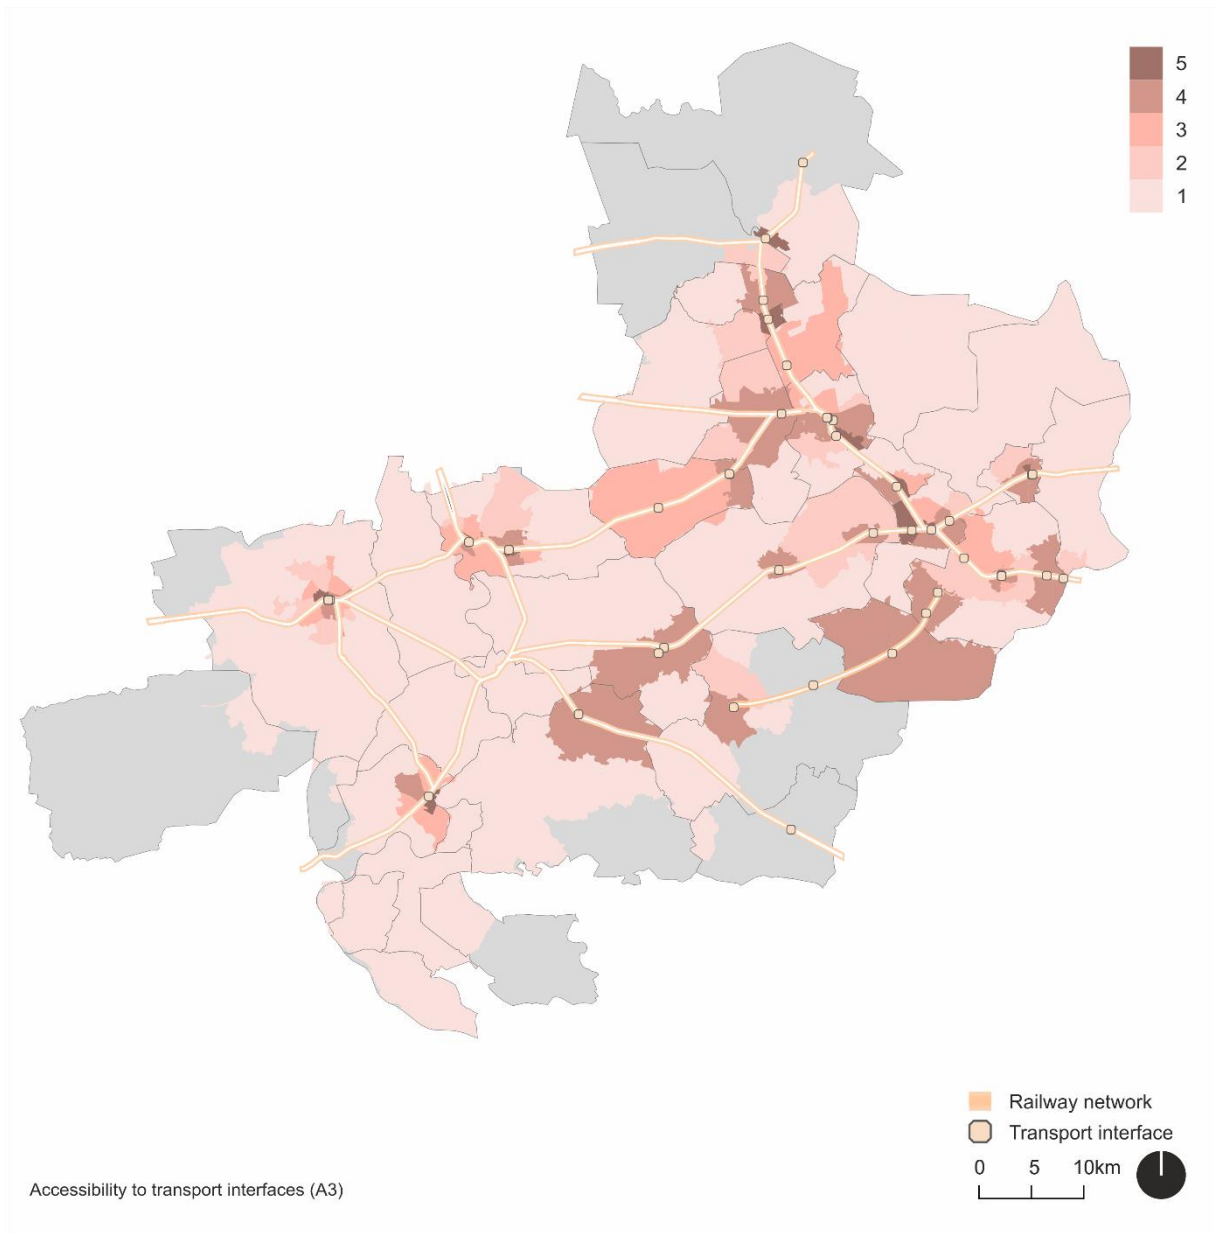 5
4
3
2
1
Railway network
Transport interface
0 5 10km
Accessibility to transport interfaces (A3)